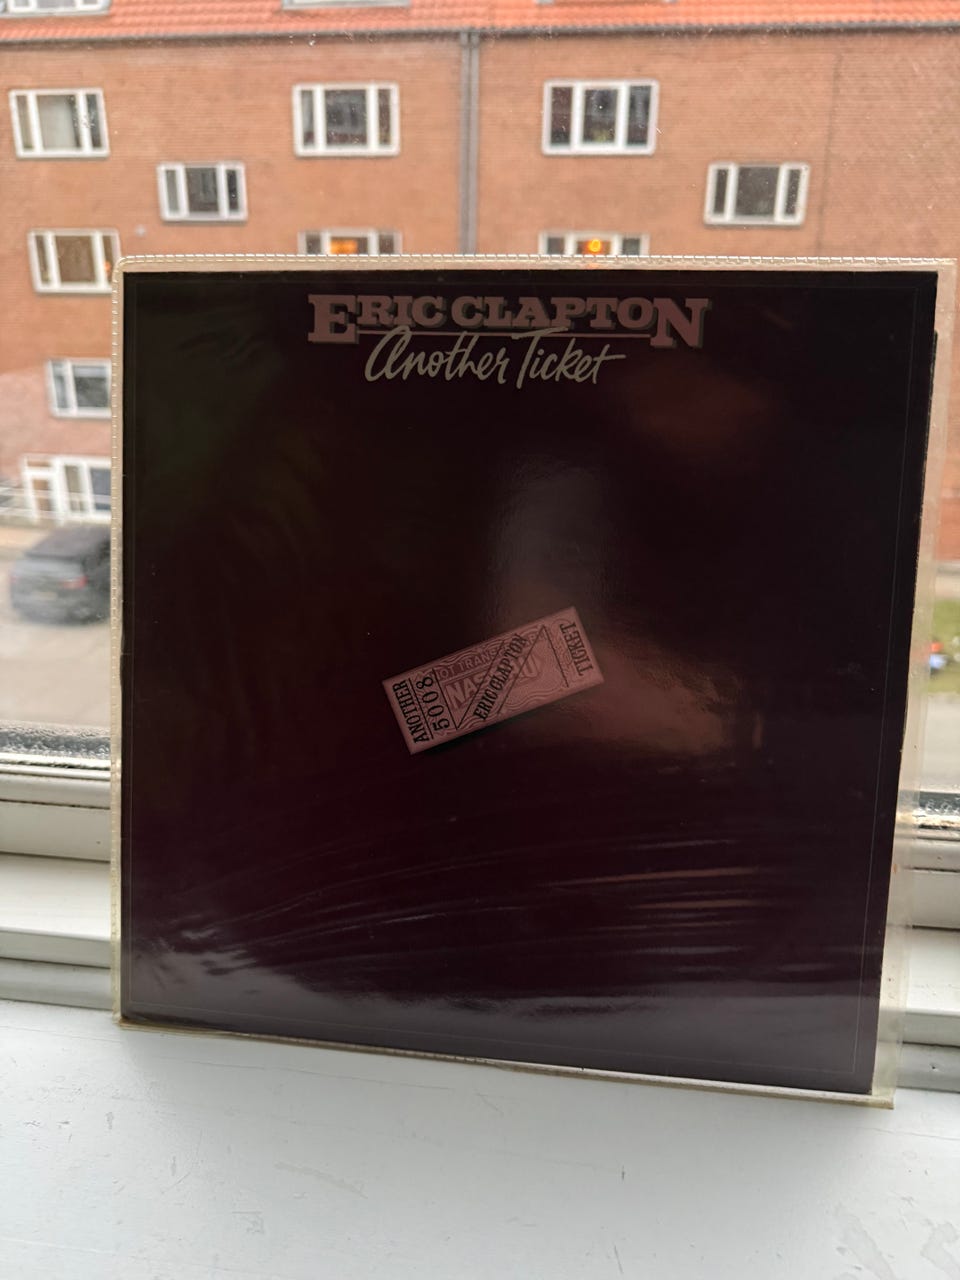 ERIC CLAPTON
Another Ticket
ANOTHER
5008
ERIC CLAPTON
TICKET